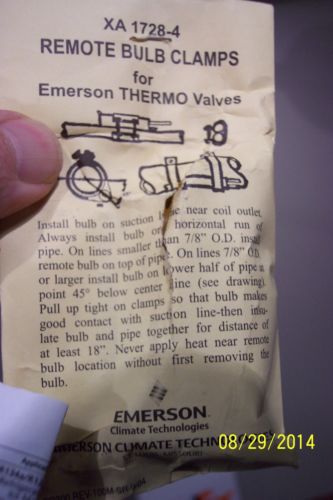 XA 1728-4
REMOTE BULB CLAMPS
for
Emerson THERMO Valves
Install bulb on suction line near coil outlet.
Always install bulb on horizontal run of
pipe. On lines smaller than 7/8" O.D. install
remote bulb on top of pipe. On lines 7/8" O.D.
or larger install bulb on lower half of pipe at
point 45° below center line (see drawing).
Pull up tight on clamps so that bulb makes
good contact with suction line-then insu-
late bulb and pipe together for distance of
at least 18". Never apply heat near remote
bulb location without first removing the
bulb.
EMERSON
Climate Technologies
EMERSON CLIMATE TECHNOLOGIES
MISSOURI
08/29/2014